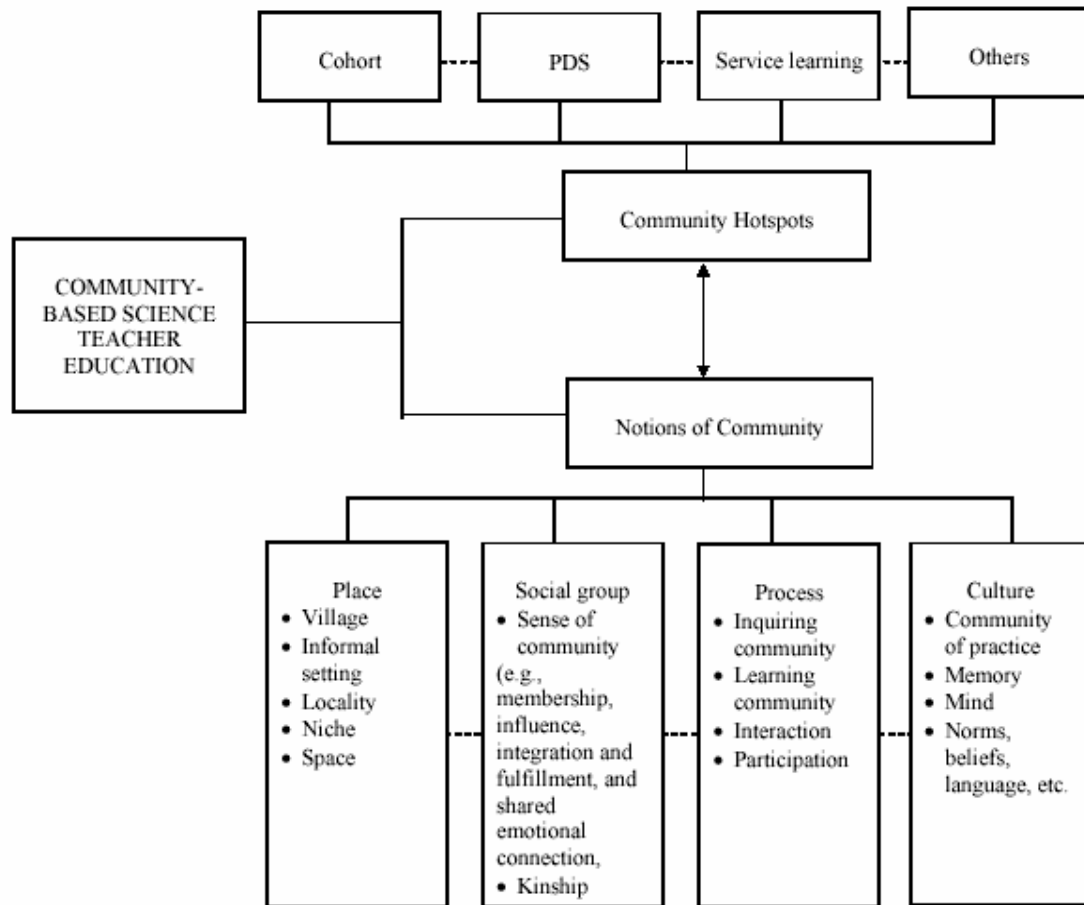 Cohort
PDS
Service learning
Others
Community Hotspots
COMMUNITY-
BASED SCIENCE
TEACHER
EDUCATION
Notions of Community
Place
• Village
• Informal
setting
• Locality
• Niche
• Space
Social group
• Sense of
community
(e.g.,
membership,
influence,
integration and
fulfillment, and
shared
emotional
connection,
• Kinship
Process
• Inquiring
community
• Learning
community
• Interaction
• Participation
Culture
• Community
of practice
• Memory
• Mind
• Norms,
beliefs,
language, etc.